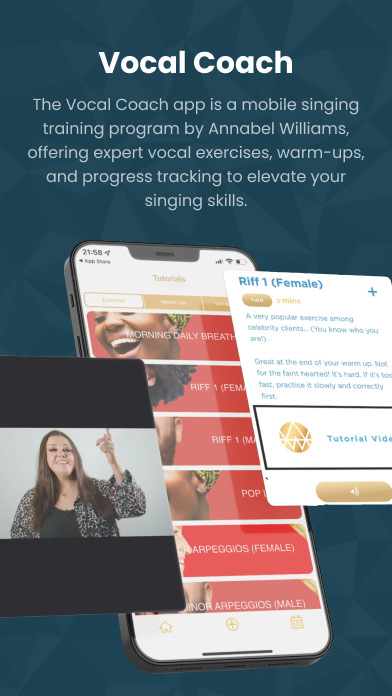 Vocal Coach
The Vocal Coach app is a mobile singing
training program by Annabel Williams,
offering expert vocal exercises, warm-ups,
and progress tracking to elevate your
singing skills.
21:58
App Store
Tutorials
Exercise
Warm Up
MORNING DAILY BREATH
RIFF 1 (FEMA
RIFF 1 (MA
POP L
ARPEGGIOS (FEMALE)
MINOR ARPEGGIOS (MALE)
Riff 1 (Female)
hard 2 mins
A very popular exercise among
celebrity clients... (You know who you
are!)
Great at the end of your warm up. Not
for the faint hearted! It's hard. If it's too
fast, practice it slowly and correctly
first.
Tutorial Vide